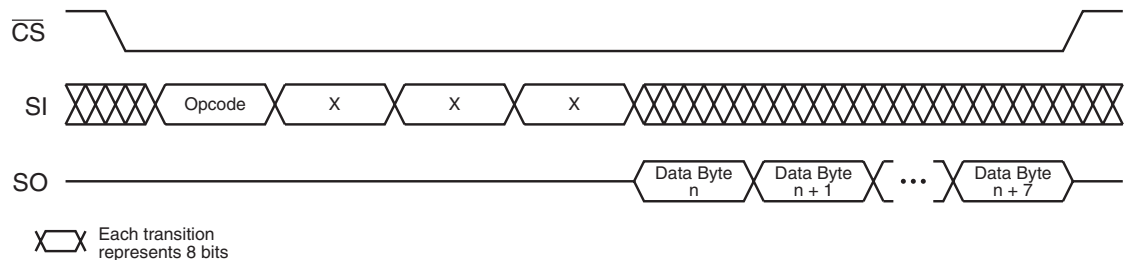 CS
SI Opcode X X X
SO Data Byte n Data Byte n + 1 ••• Data Byte n + 7
Each transition
represents 8 bits